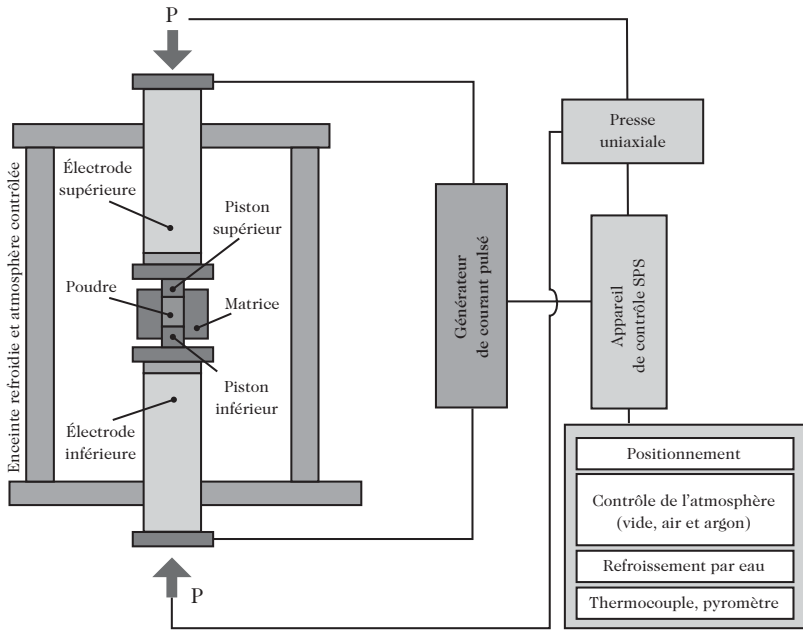 P
Presse
uniaxiale
Enceinte refroidie et atmosphère contrôlée
Électrode
supérieure
Piston
supérieur
Poudre
Matrice
Piston
inférieur
Électrode
inférieure
Générateur
de courant pulsé
Appareil
de contrôle SPS
Positionnement
Contrôle de l'atmosphère
(vide, air et argon)
Refroissement par eau
Thermocouple, pyromètre
P